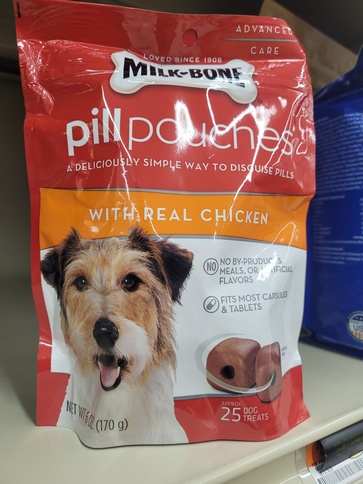 ADVANCED
CARE
LOVED SINCE 1908
MILK-BONE
pill pouches
A DELICIOUSLY SIMPLE WAY TO DISGUISE PILLS
WITH REAL CHICKEN
NO
NO BY-PRODUCTS,
MEALS, OR ARTIFICIAL
FLAVORS
FITS MOST CAPSULES
& TABLETS
NET WT 6 OZ (170 g)
APPROX.
25 DOG
TREATS